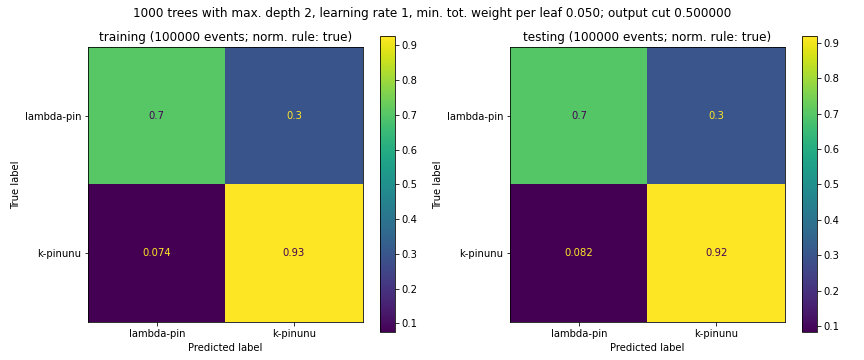 1000 trees with max. depth 2, learning rate 1, min. tot. weight per leaf 0.050; output cut 0.500000
training (100000 events; norm. rule: true)
True label
lambda-pin
0.7
0.3
k-pinunu
0.074
0.93
lambda-pin
k-pinunu
Predicted label
0.9
0.8
0.7
0.6
0.5
0.4
0.3
0.2
0.1
testing (100000 events; norm. rule: true)
True label
lambda-pin
0.7
0.3
k-pinunu
0.082
0.92
lambda-pin
k-pinunu
Predicted label
0.9
0.8
0.7
0.6
0.5
0.4
0.3
0.2
0.1